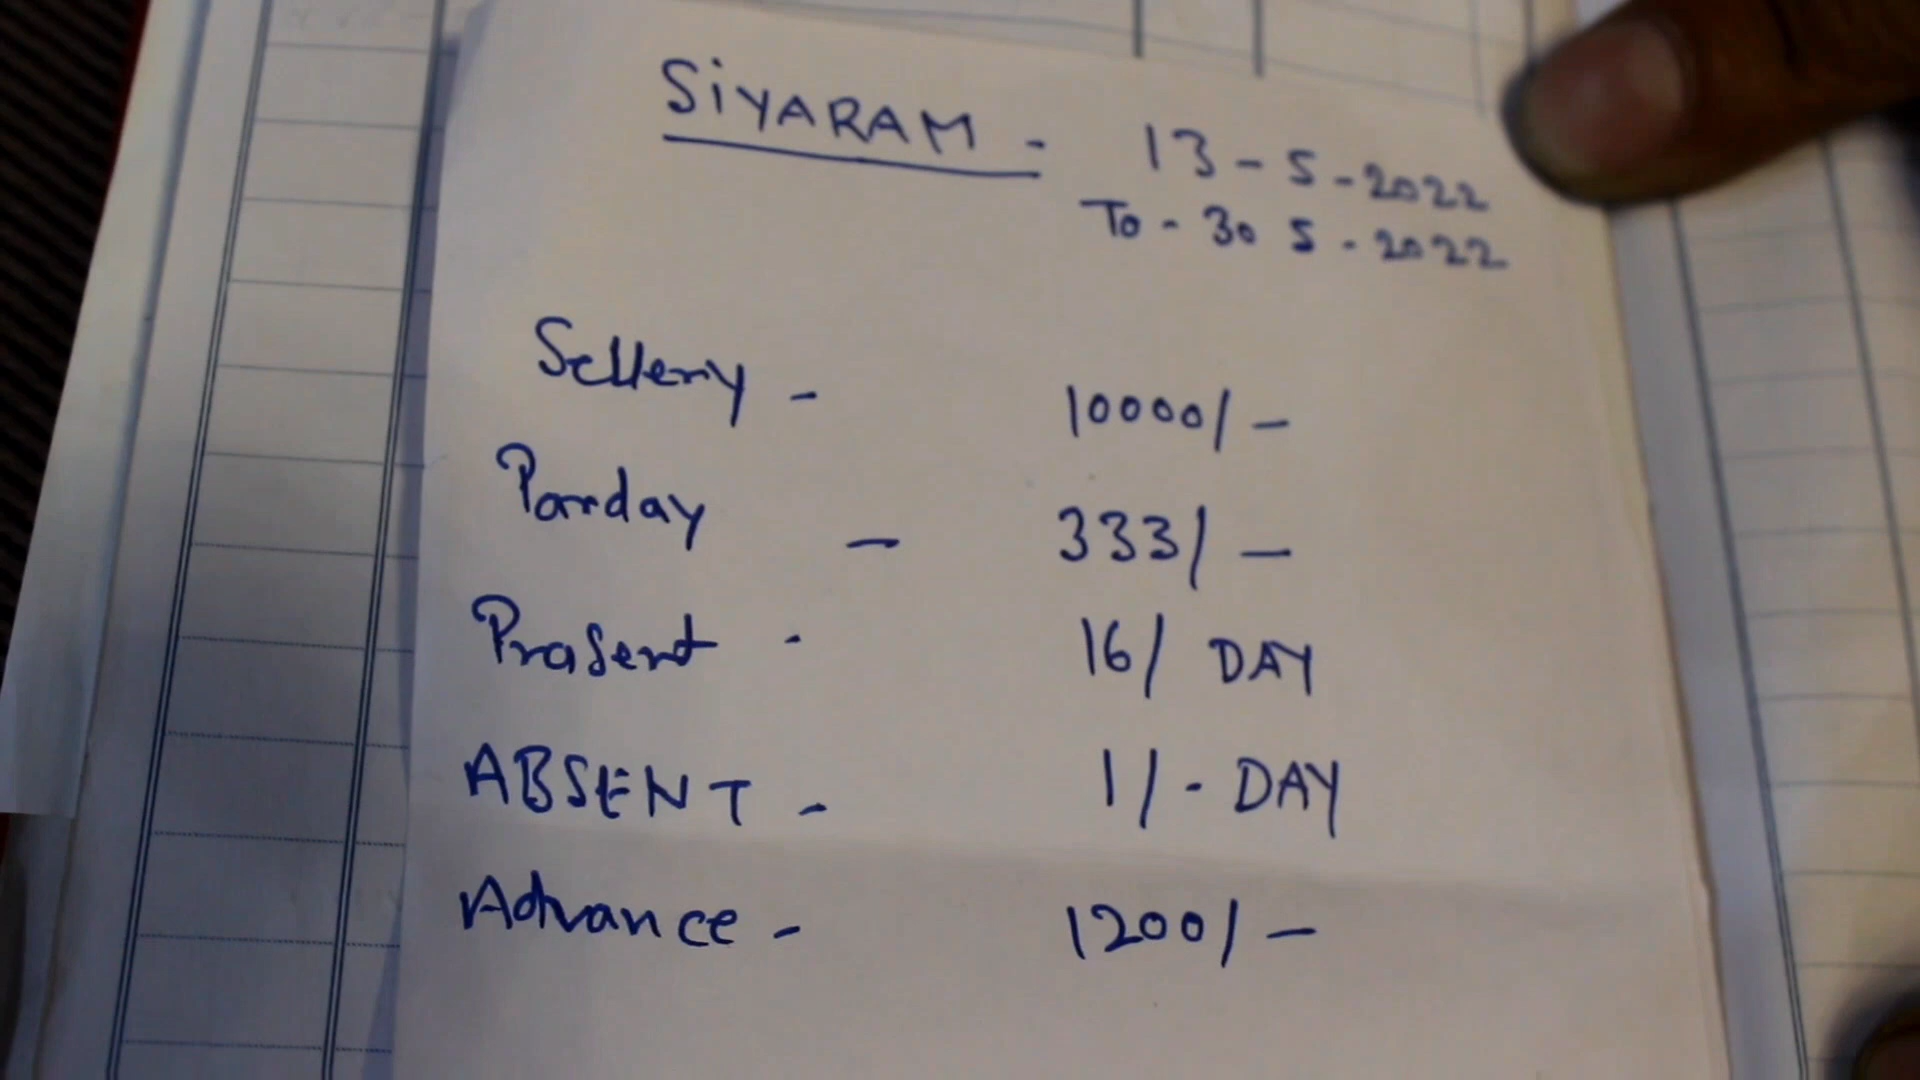 SiYARAM - 13-5-2022
To - 30 5-2022
Sellery - 10000/-
Parday - 333/-
Prasent - 16/ DAY
ABSENT - 1/- DAY
Advance - 1200/-